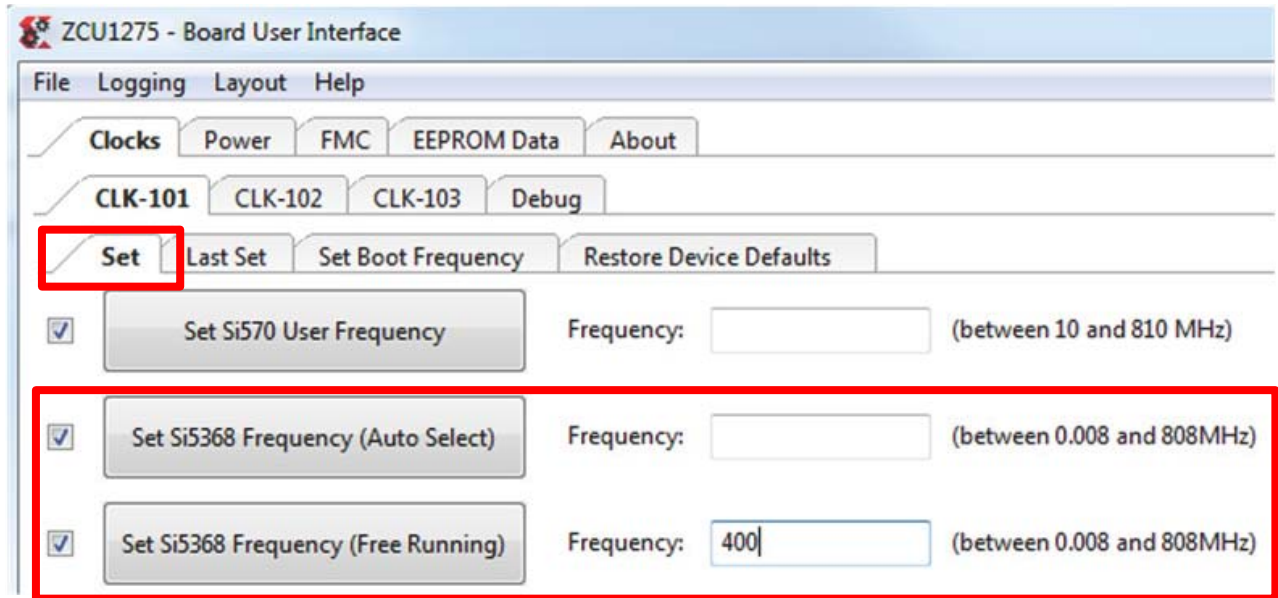 ZCU1275 - Board User Interface
File Logging Layout Help
Clocks Power FMC EEPROM Data About
CLK-101 CLK-102 CLK-103 Debug
Set Last Set Set Boot Frequency Restore Device Defaults
Set Si570 User Frequency Frequency: (between 10 and 810 MHz)
Set Si5368 Frequency (Auto Select) Frequency: (between 0.008 and 808MHz)
Set Si5368 Frequency (Free Running) Frequency: 400 (between 0.008 and 808MHz)